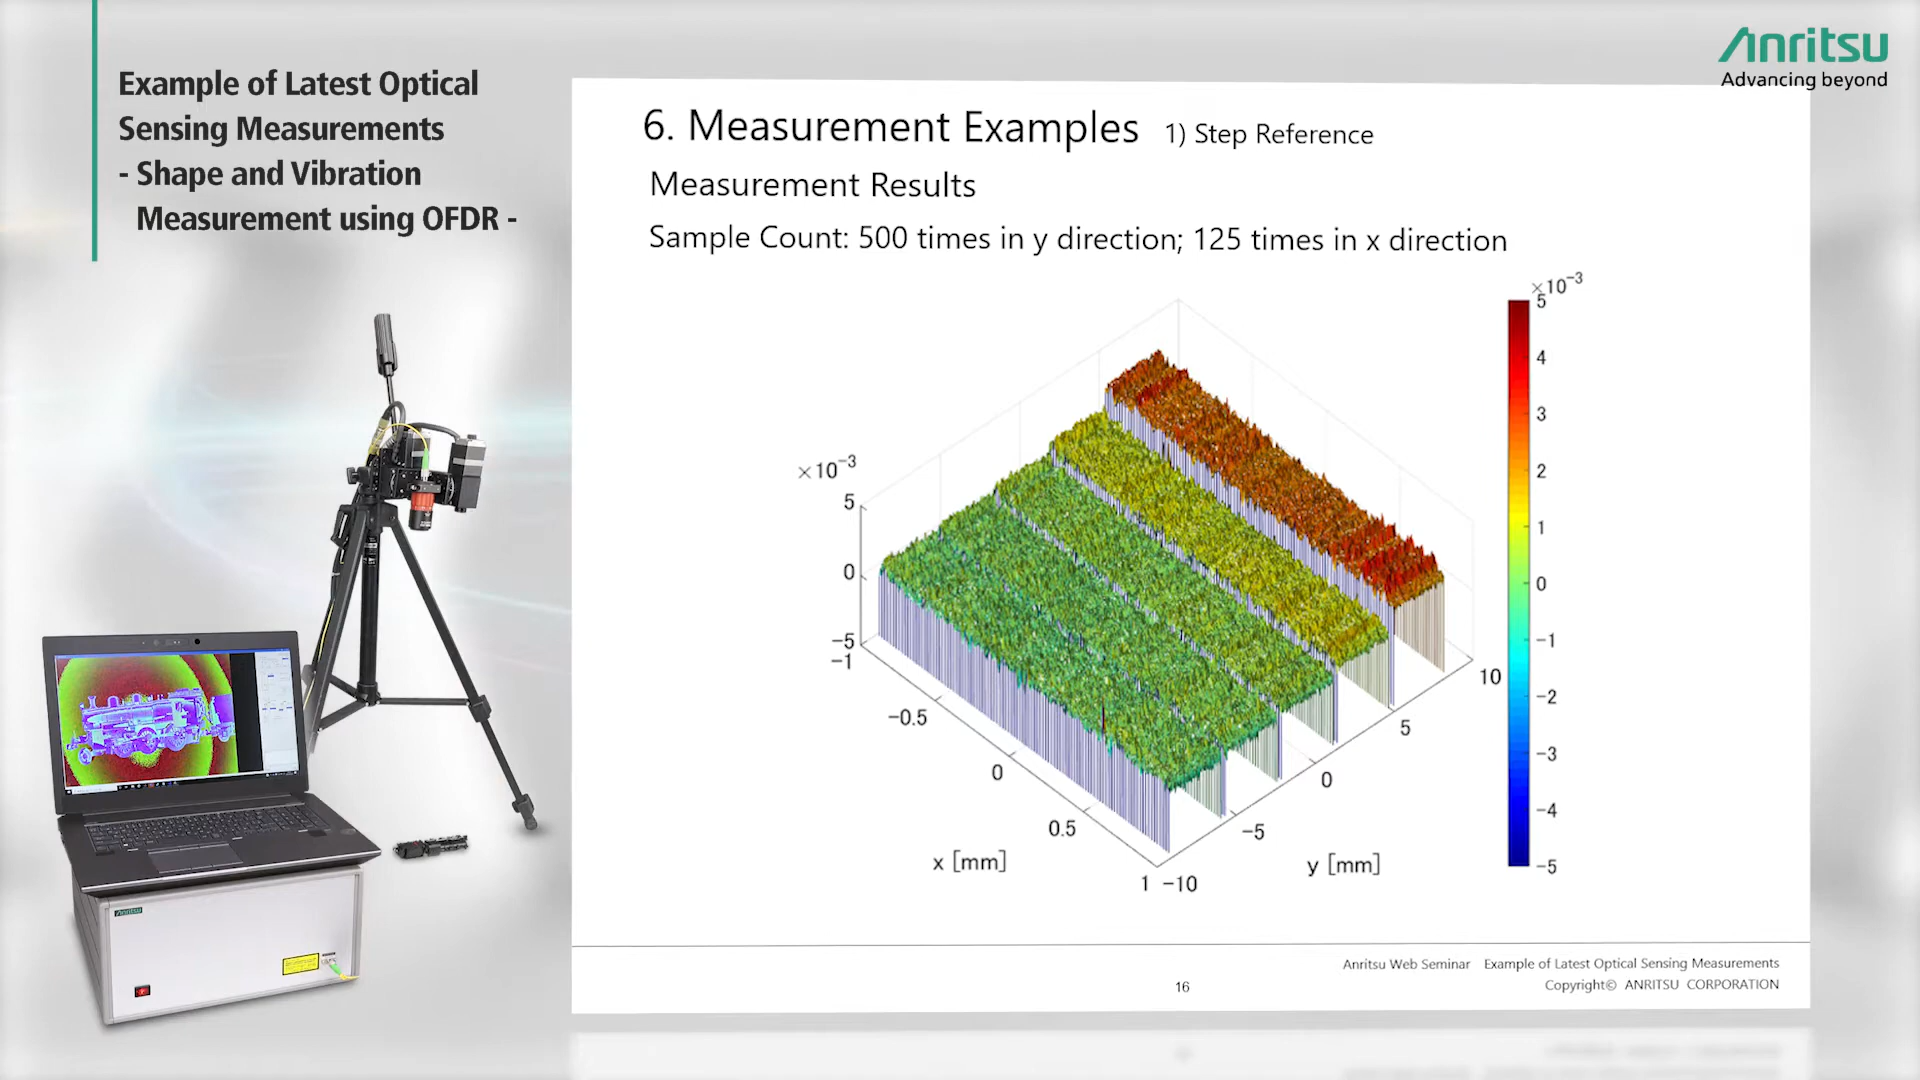 Anritsu
Advancing beyond
Example of Latest Optical
Sensing Measurements
- Shape and Vibration
Measurement using OFDR -
6. Measurement Examples 1) Step Reference
Measurement Results
Sample Count: 500 times in y direction; 125 times in x direction
×10⁻³
5
4
3
2
1
0
−1
−2
−3
−4
−5
×10⁻³
5
0
−5
−1
−0.5
0
0.5
1
x [mm]
−10
−5
0
5
10
y [mm]
Anritsu
Anritsu Web Seminar Example of Latest Optical Sensing Measurements
16
Copyright© ANRITSU CORPORATION